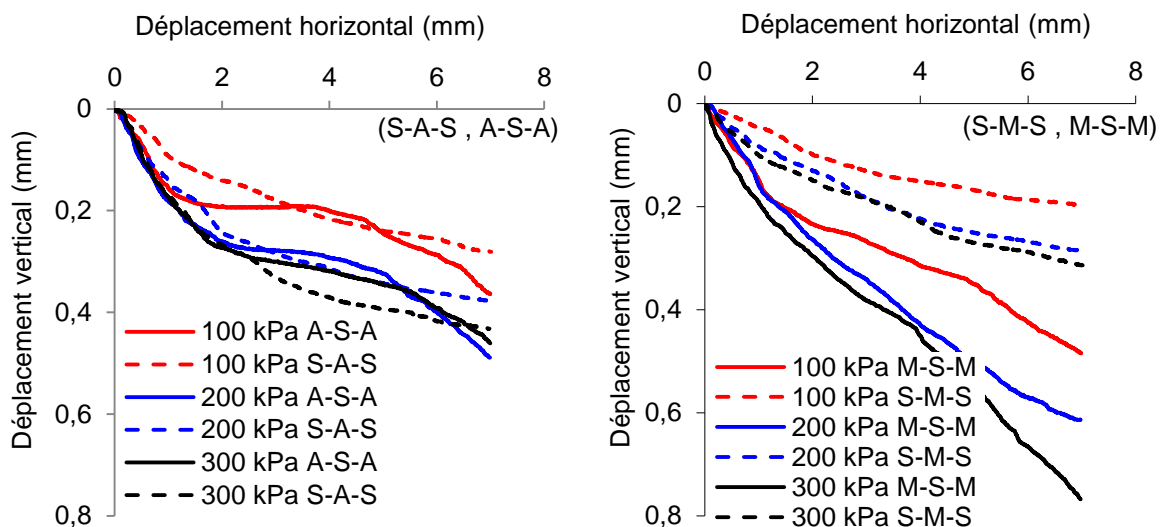 Déplacement horizontal (mm)
0 2 4 6 8
0
0,2
0,4
0,6
0,8
Déplacement vertical (mm)
(S-A-S , A-S-A)
100 kPa A-S-A
100 kPa S-A-S
200 kPa A-S-A
200 kPa S-A-S
300 kPa A-S-A
300 kPa S-A-S
Déplacement horizontal (mm)
0 2 4 6 8
0
0,2
0,4
0,6
0,8
Déplacement vertical (mm)
(S-M-S , M-S-M)
100 kPa M-S-M
100 kPa S-M-S
200 kPa M-S-M
200 kPa S-M-S
300 kPa M-S-M
300 kPa S-M-S